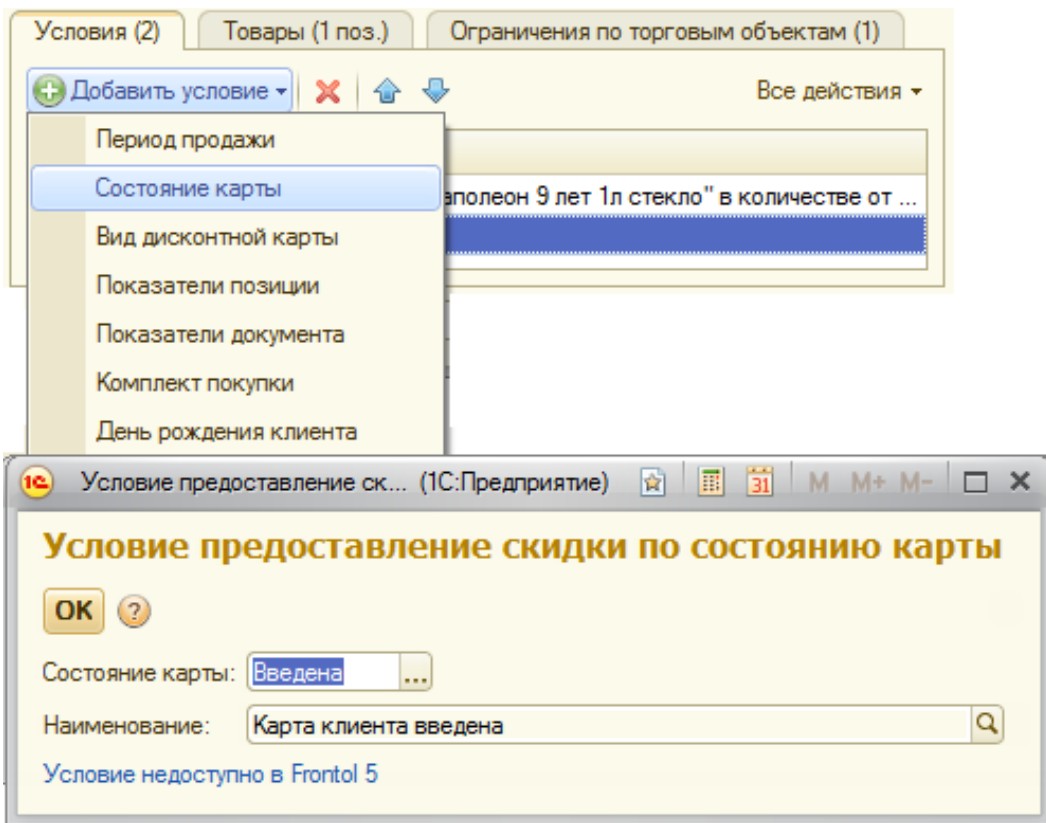 Условия (2) Товары (1 поз.) Ограничения по торговым объектам (1)
Добавить условие Все действия
Период продажи
Состояние карты
аполеон 9 лет 1л стекло" в количестве от ...
Вид дисконтной карты
Показатели позиции
Показатели документа
Комплект покупки
День рождения клиента
1С Условие предоставление ск... (1С:Предприятие) 31 M M+ M-
Условие предоставление скидки по состоянию карты
ОК ?
Состояние карты: Введена ...
Наименование: Карта клиента введена
Условие недоступно в Frontol 5